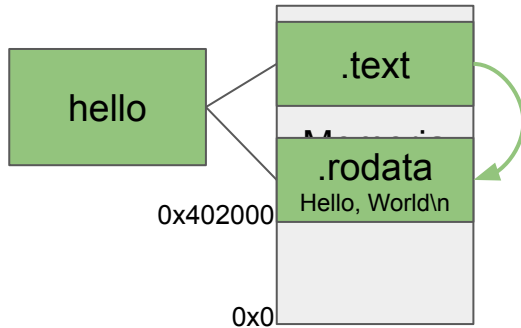 .text
hello
.rodata
Hello, World\n
0x402000
0x0